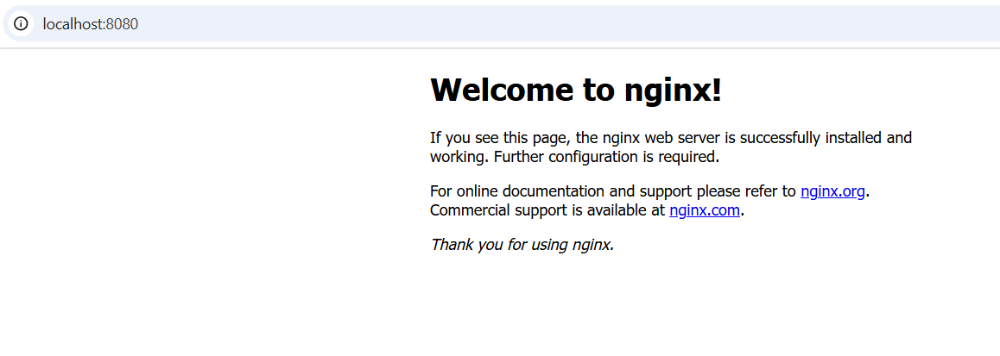 localhost:8080
Welcome to nginx!
If you see this page, the nginx web server is successfully installed and
working. Further configuration is required.
For online documentation and support please refer to nginx.org.
Commercial support is available at nginx.com.
Thank you for using nginx.